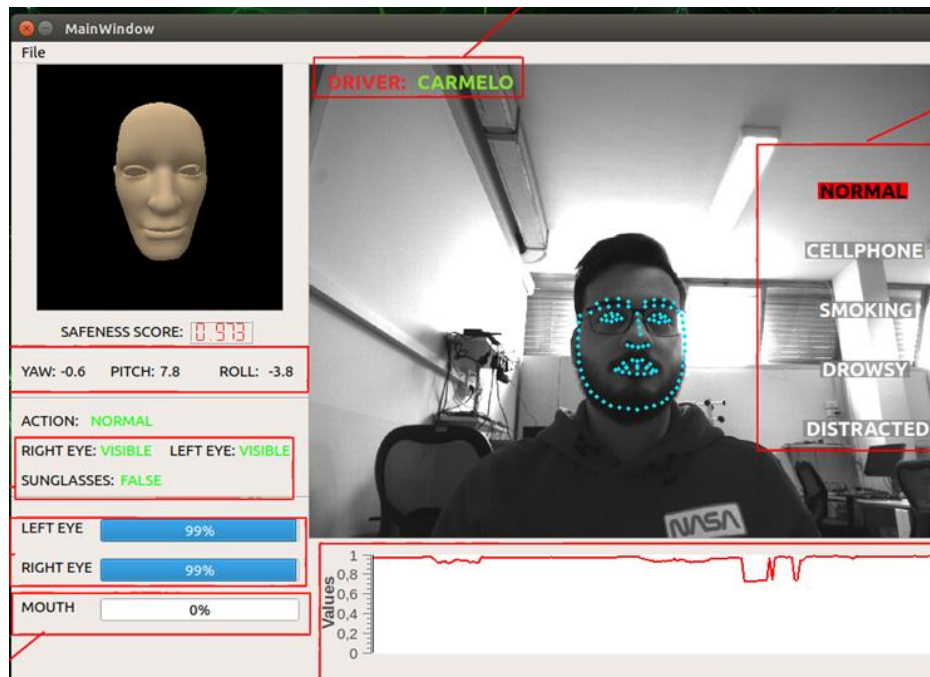 MainWindow
File
DRIVER: CARMELO
NORMAL
CELLPHONE
SMOKING
DROWSY
DISTRACTED
SAFENESS SCORE: 0.973
YAW: -0.6 PITCH: 7.8 ROLL: -3.8
ACTION: NORMAL
RIGHT EYE: VISIBLE LEFT EYE: VISIBLE
SUNGLASSES: FALSE
LEFT EYE 99%
RIGHT EYE 99%
MOUTH 0%
NASA
Values
1
0,8
0,6
0,4
0,2
0